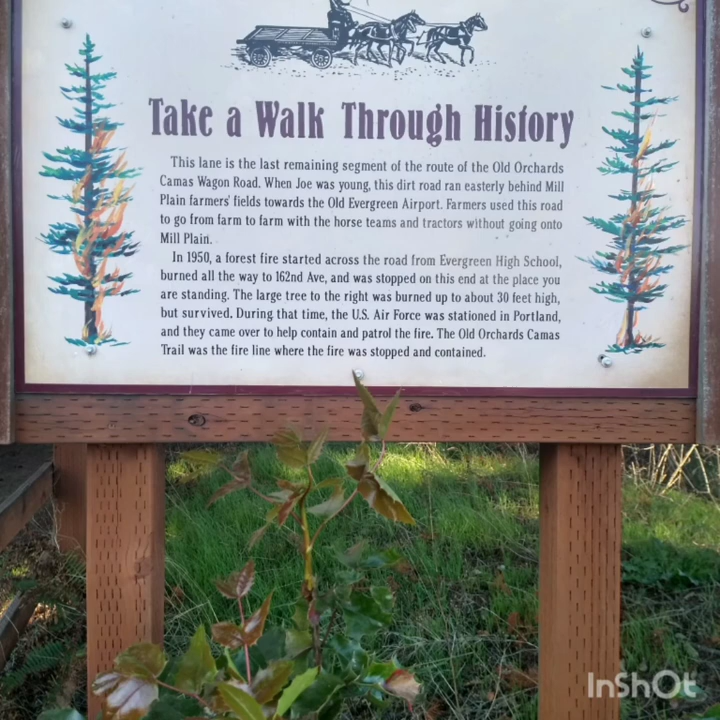 Take a Walk Through History
This lane is the last remaining segment of the route of the Old Orchards
Camas Wagon Road. When Joe was young, this dirt road ran easterly behind Mill
Plain farmers' fields towards the Old Evergreen Airport. Farmers used this road
to go from farm to farm with the horse teams and tractors without going onto
Mill Plain.
In 1950, a forest fire started across the road from Evergreen High School,
burned all the way to 162nd Ave, and was stopped on this end at the place you
are standing. The large tree to the right was burned up to about 30 feet high,
but survived. During that time, the U.S. Air Force was stationed in Portland,
and they came over to help contain and patrol the fire. The Old Orchards Camas
Trail was the fire line where the fire was stopped and contained.
InShOt